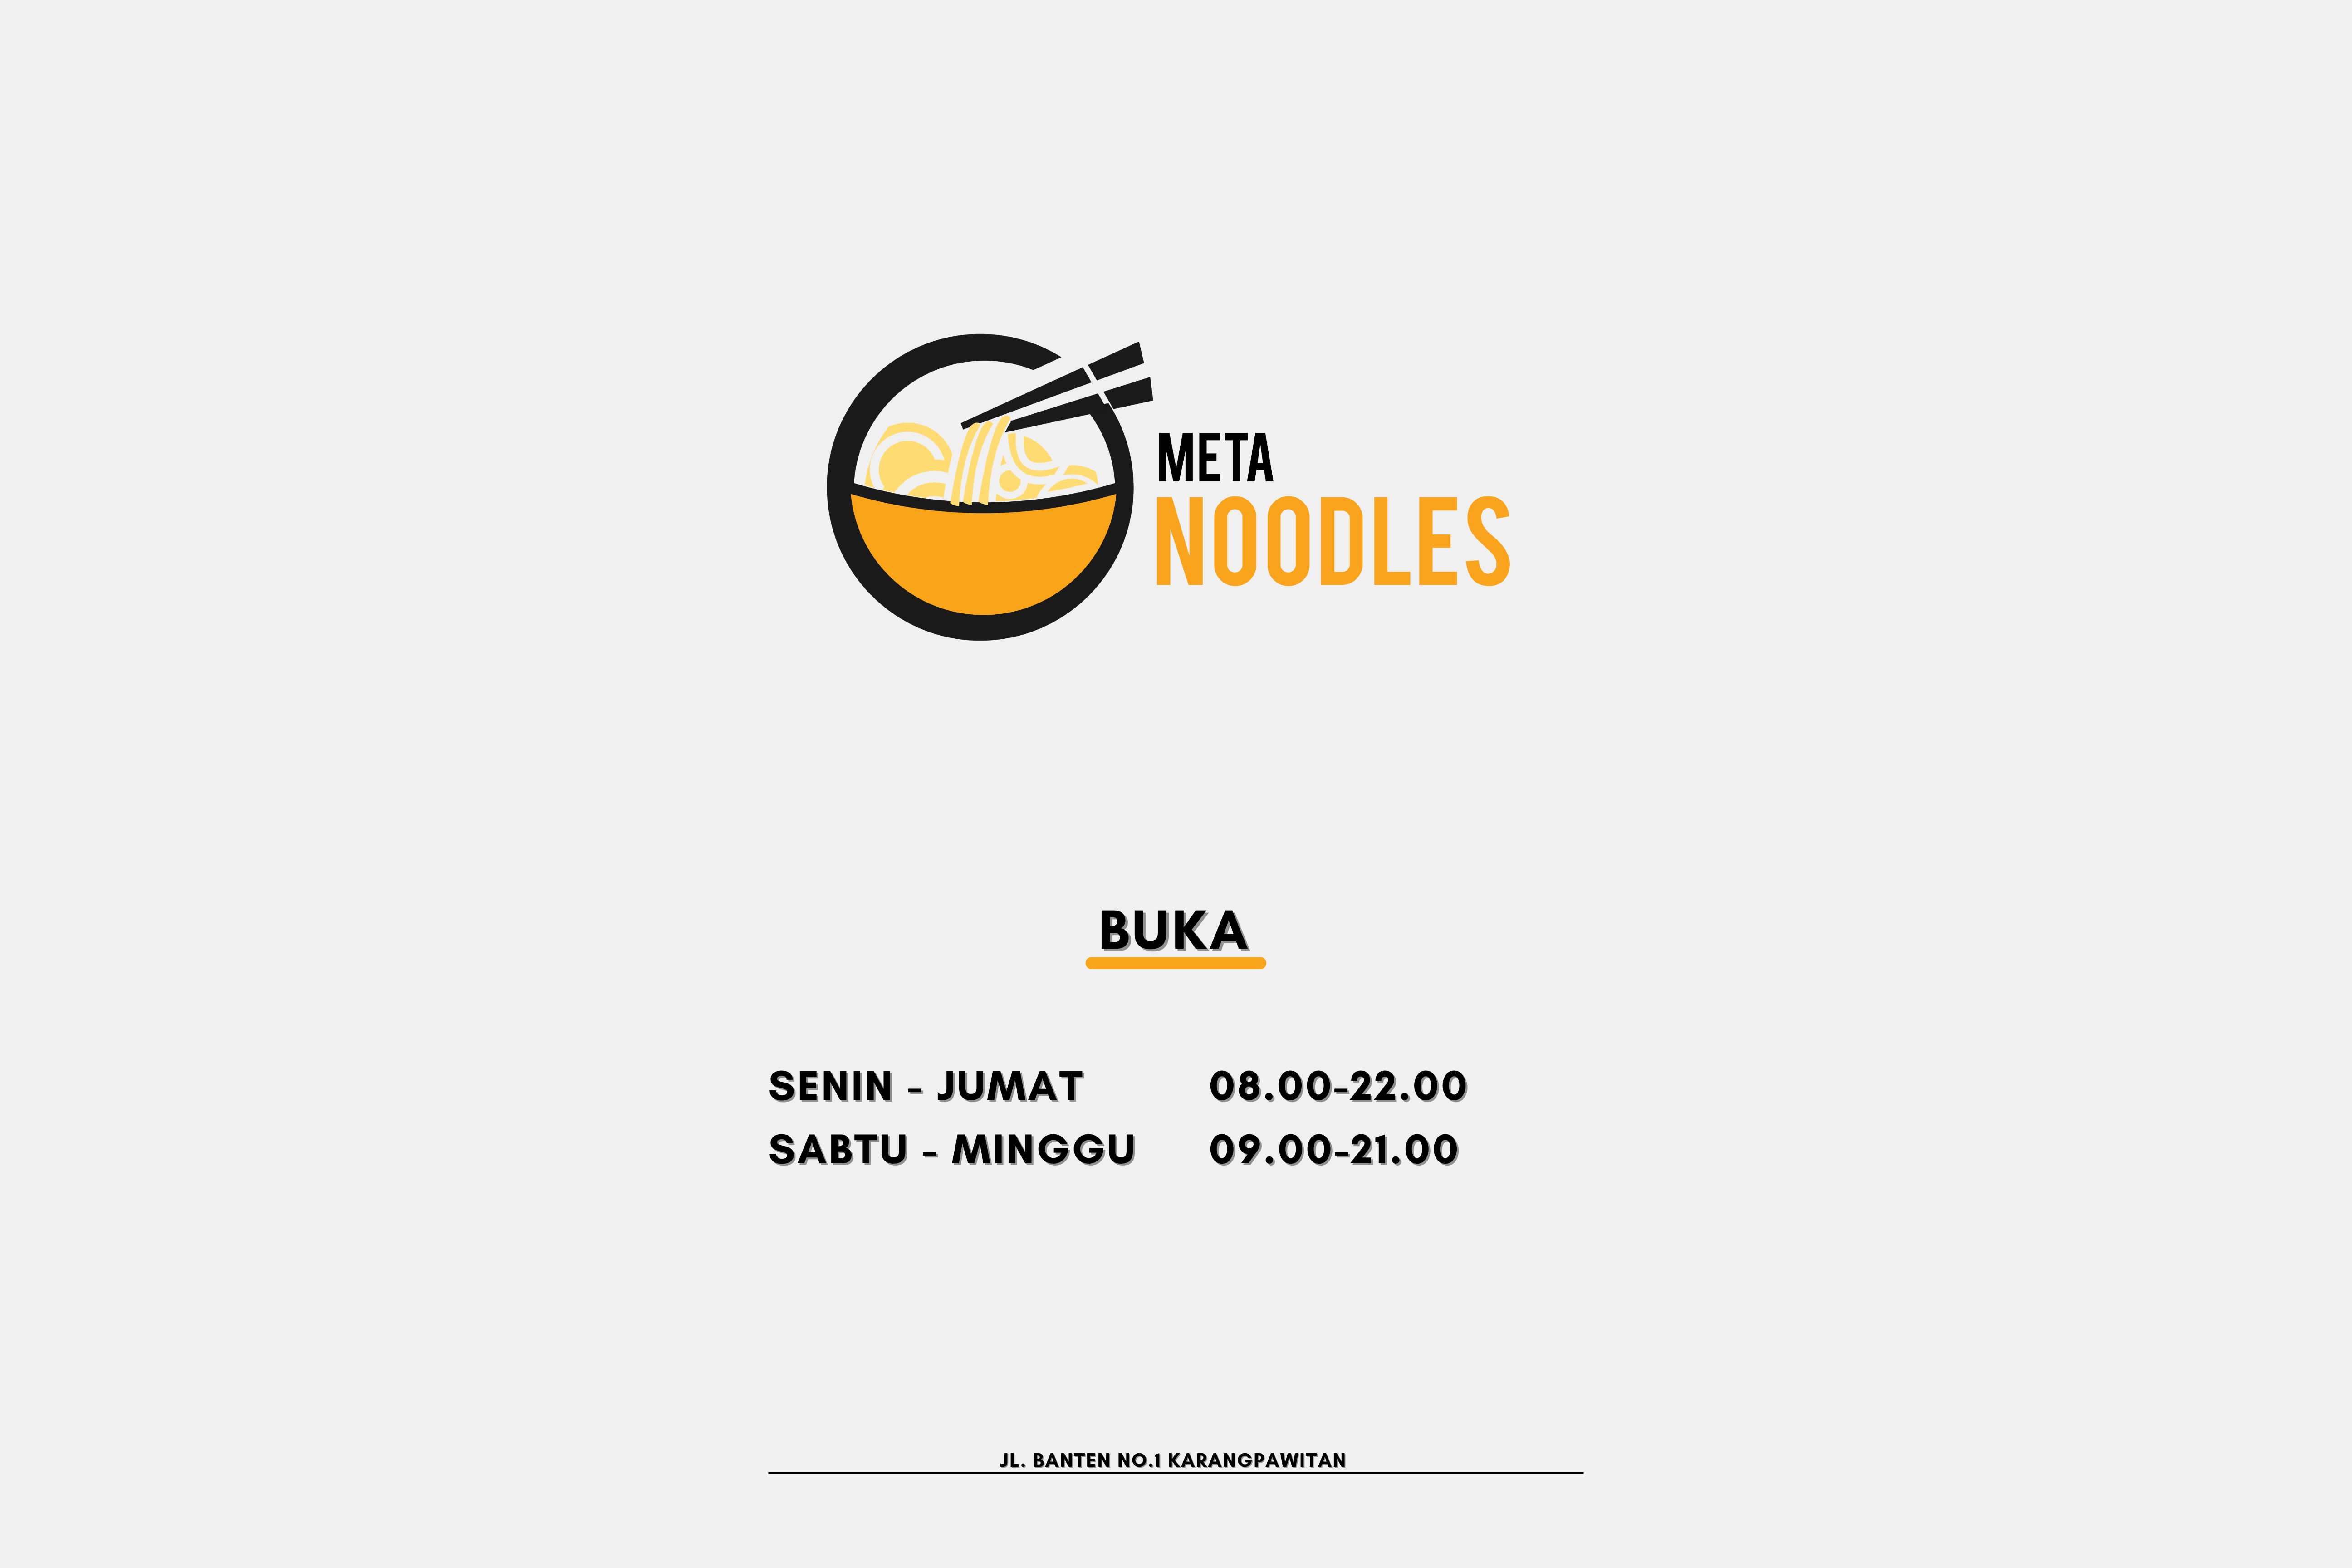 META
NOODLES
BUKA
SENIN - JUMAT 08.00-22.00
SABTU - MINGGU 09.00-21.00
JL. BANTEN NO.1 KARANGPAWITAN